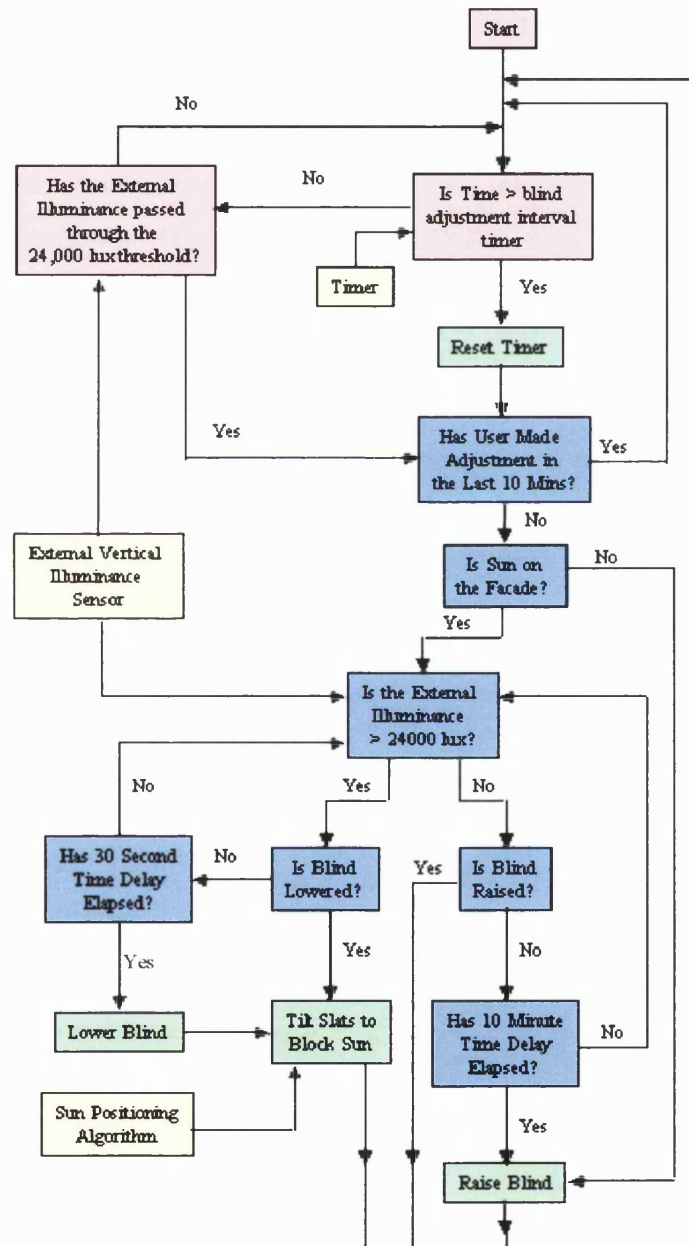 Start
No
Has the External
Illuminance passed
through the
24,000 lux threshold?
No
Is Time > blind
adjustment interval
timer
Timer
Yes
Reset Timer
Yes
Has User Made
Adjustment in
the Last 10 Mins?
Yes
No
External Vertical
Illuminance
Sensor
Is Sun on
the Facade?
No
Yes
Is the External
Illuminance
> 24000 lux?
No
Yes
No
Has 30 Second
Time Delay
Elapsed?
No
Is Blind
Lowered?
Yes
Is Blind
Raised?
Yes
Yes
No
Lower Blind
Tilt Slats to
Block Sun
Has 10 Minute
Time Delay
Elapsed?
No
Sun Positioning
Algorithm
Yes
Raise Blind